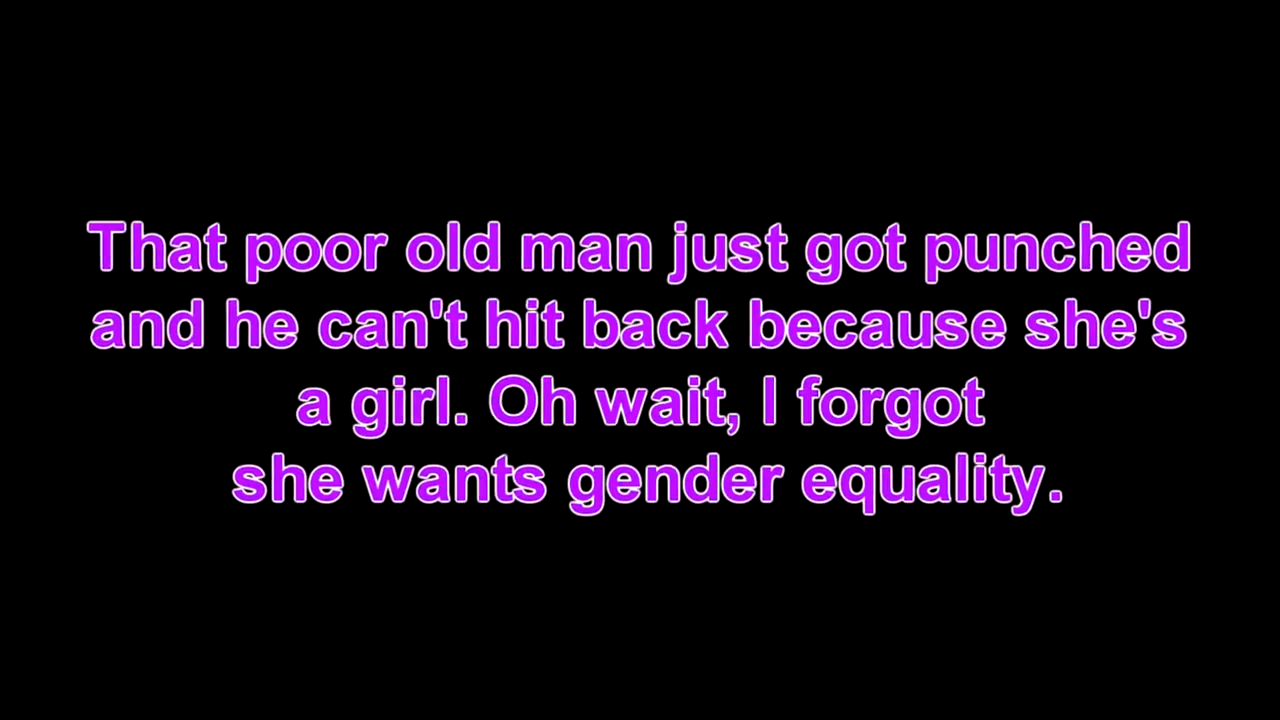 That poor old man just got punched
and he can't hit back because she's
a girl. Oh wait, I forgot
she wants gender equality.